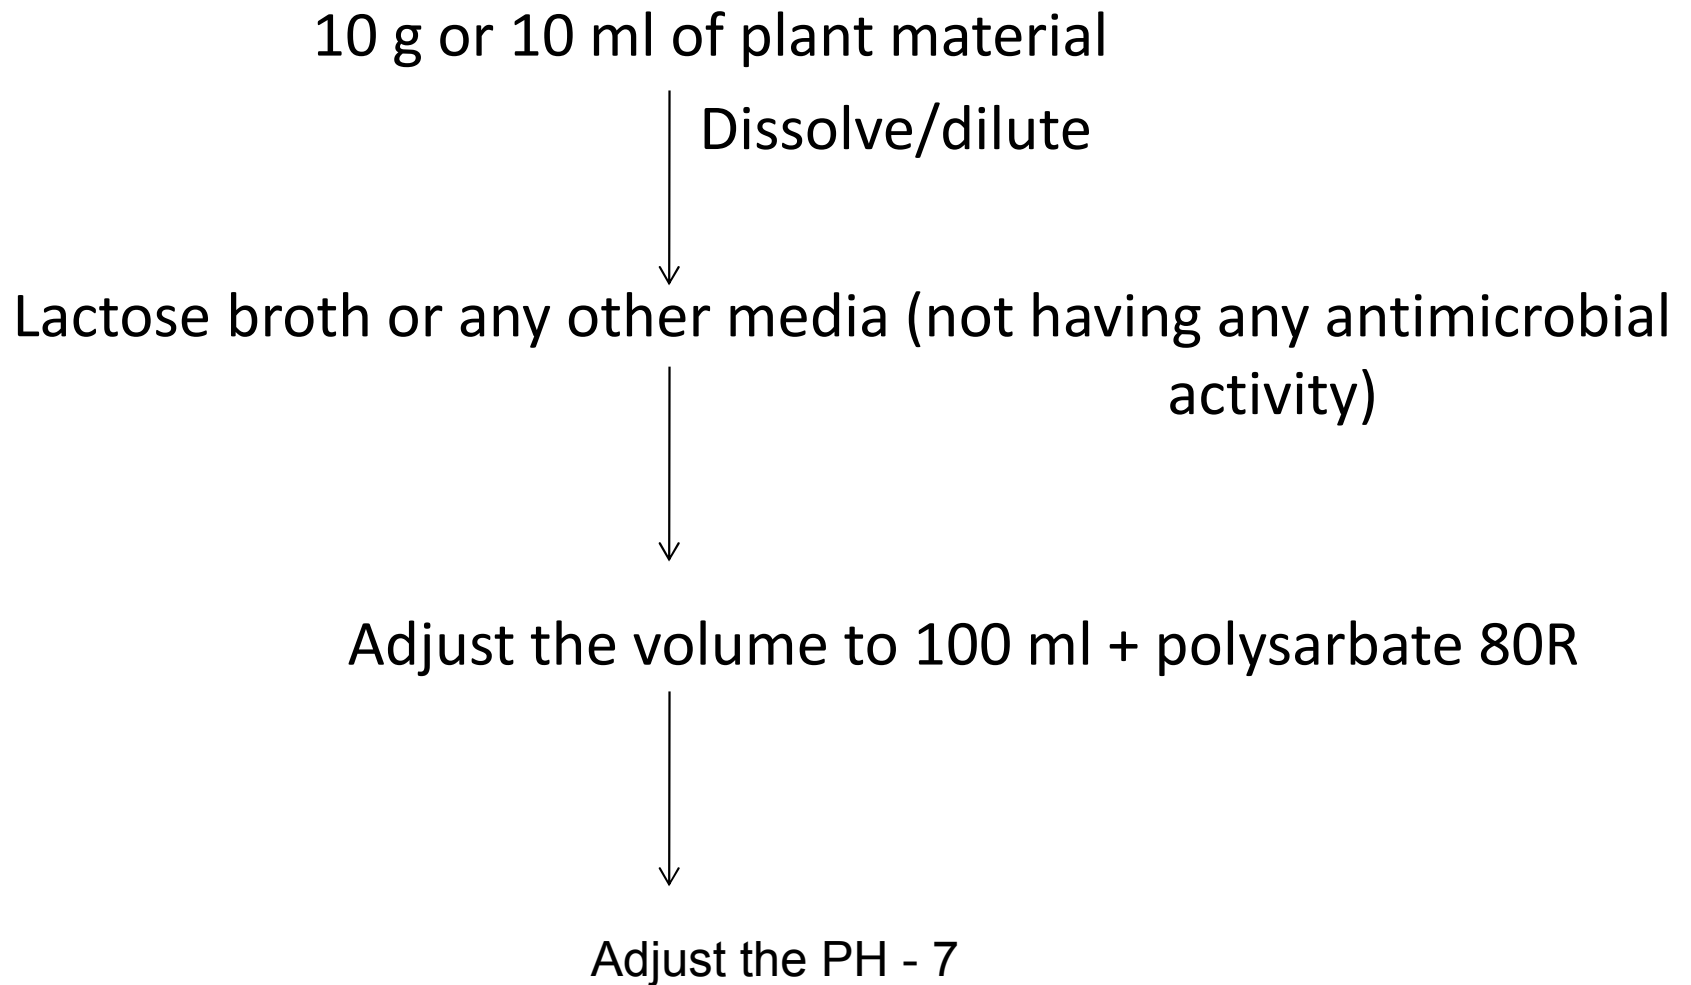 10 g or 10 ml of plant material
Dissolve/dilute
Lactose broth or any other media (not having any antimicrobial
activity)
Adjust the volume to 100 ml + polysarbate 80R
Adjust the PH - 7